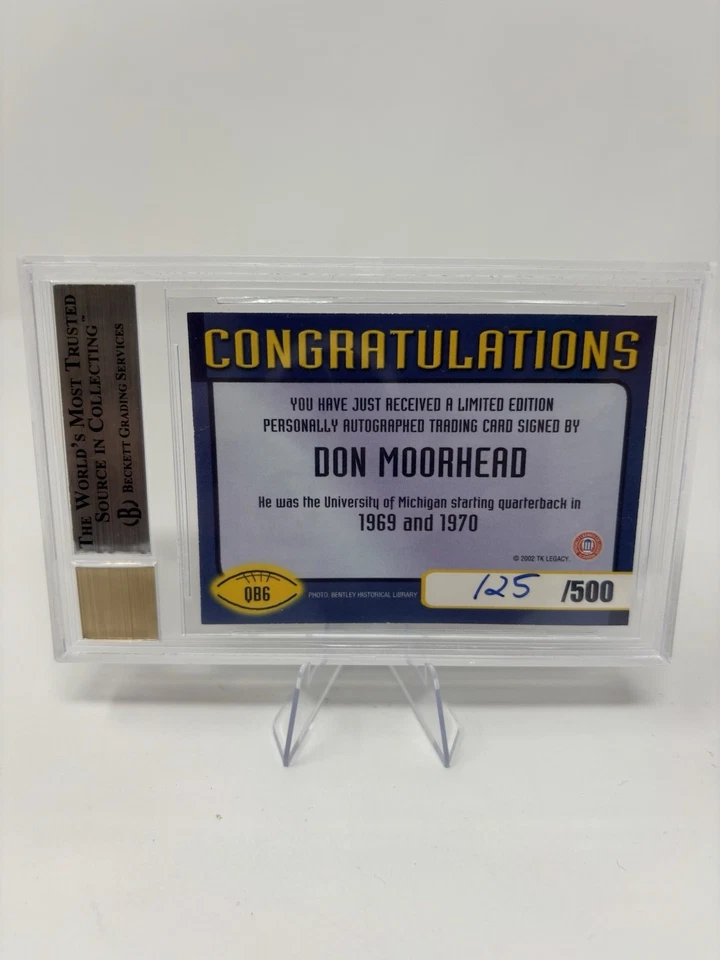 THE WORLD'S MOST TRUSTED
SOURCE IN COLLECTING™
BECKETT GRADING SERVICES
CONGRATULATIONS
YOU HAVE JUST RECEIVED A LIMITED EDITION
PERSONALLY AUTOGRAPHED TRADING CARD SIGNED BY
DON MOORHEAD
He was the University of Michigan starting quarterback in
1969 and 1970
© 2002 TK LEGACY.
QB6
PHOTO: BENTLEY HISTORICAL LIBRARY
125 /500